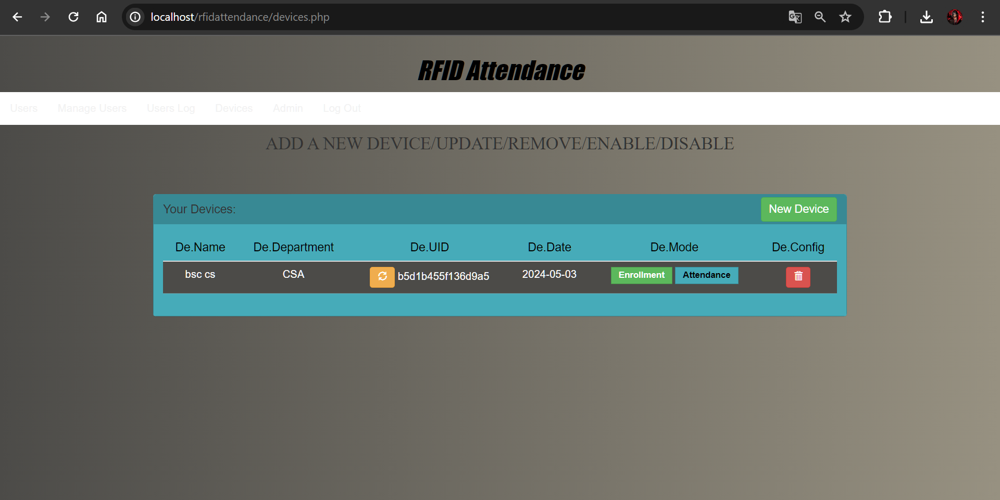 localhost/rfidattendance/devices.php
RFID Attendance
Users Manage Users Users Log Devices Admin Log Out
ADD A NEW DEVICE/UPDATE/REMOVE/ENABLE/DISABLE
Your Devices: New Device
De.Name De.Department De.UID De.Date De.Mode De.Config
bsc cs CSA b5d1b455f136d9a5 2024-05-03 Enrollment Attendance